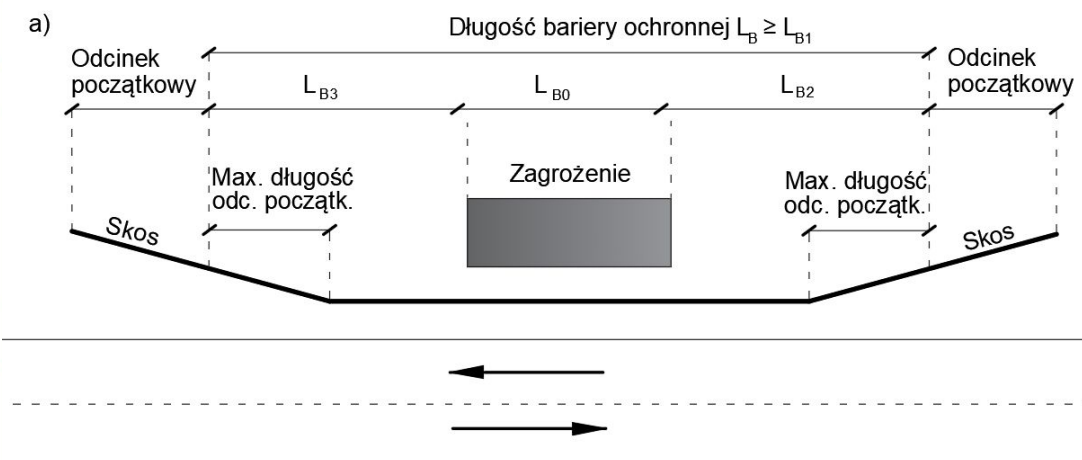 a)
Długość bariery ochronnej L_B ≥ L_B1
Odcinek
początkowy
L_B3
L_B0
L_B2
Odcinek
początkowy
Max. długość
odc. początk.
Zagrożenie
Max. długość
odc. początk.
Skos
Skos